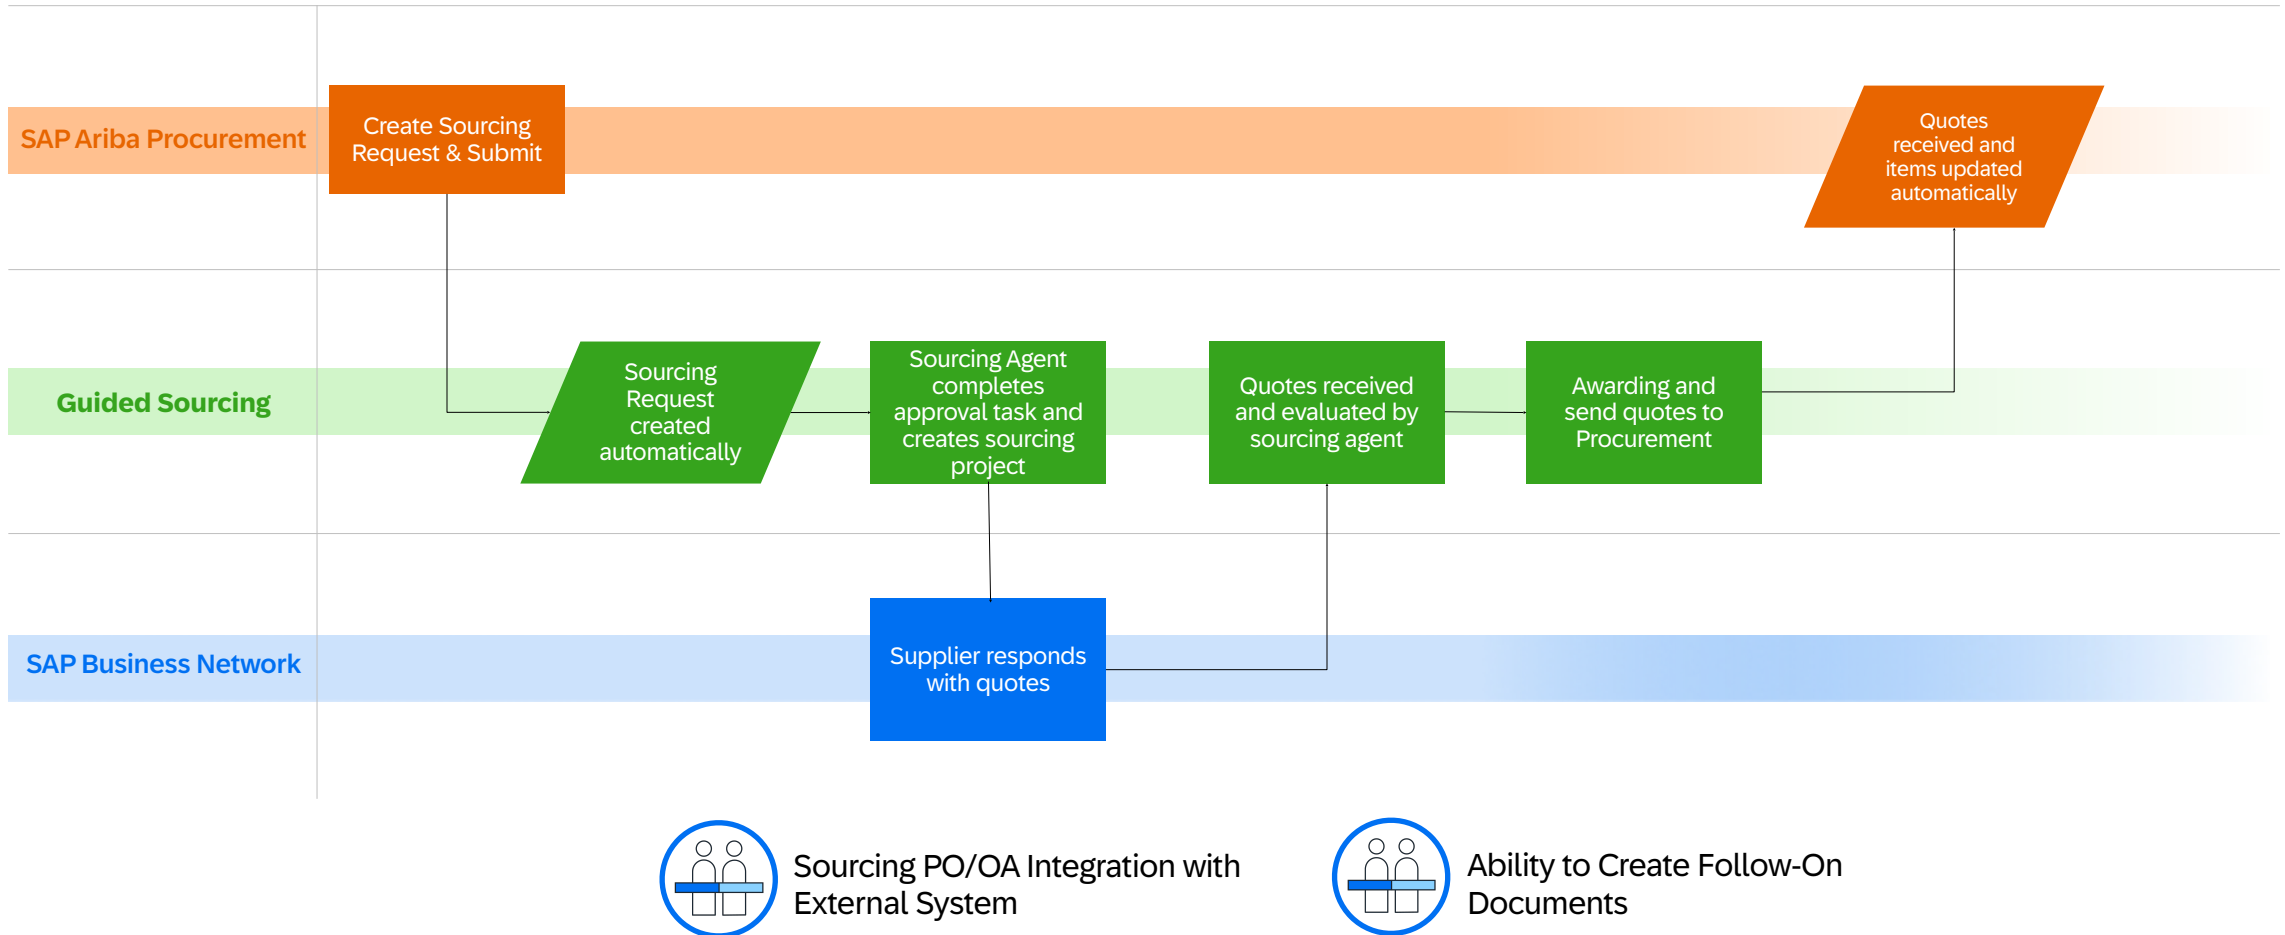 SAP Ariba Procurement
Create Sourcing
Request & Submit
Quotes
received and
items updated
automatically
Guided Sourcing
Sourcing
Request
created
automatically
Sourcing Agent
completes
approval task and
creates sourcing
project
Quotes received
and evaluated by
sourcing agent
Awarding and
send quotes to
Procurement
SAP Business Network
Supplier responds
with quotes
Sourcing PO/OA Integration with
External System
Ability to Create Follow-On
Documents